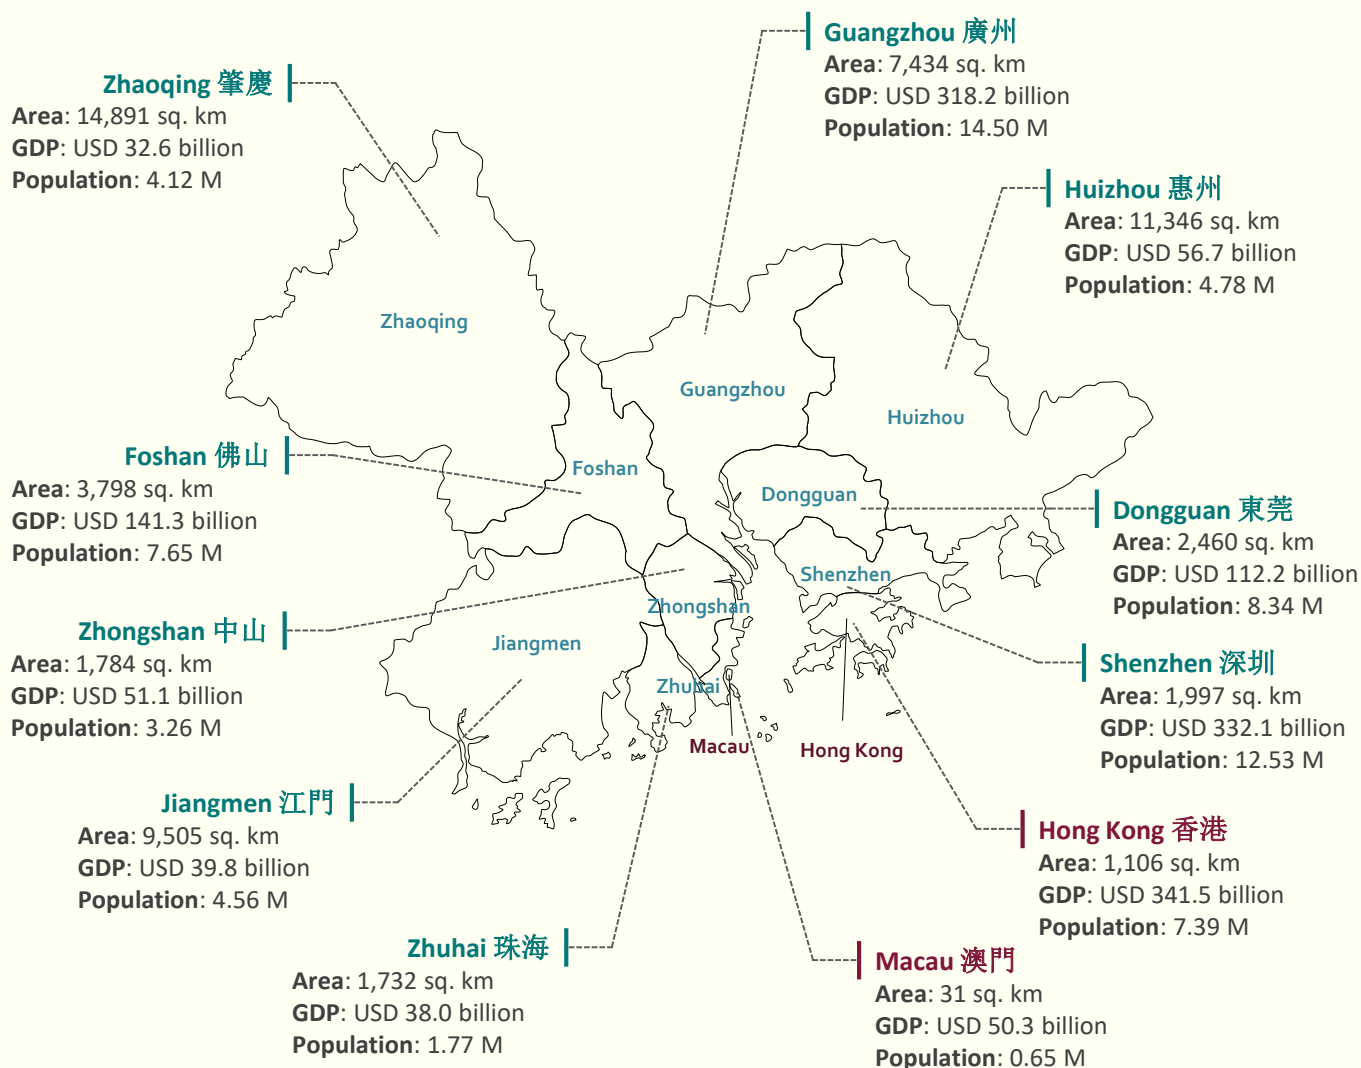 Guangzhou 廣州
Area: 7,434 sq. km
GDP: USD 318.2 billion
Population: 14.50 M
Zhaoqing 肇慶
Area: 14,891 sq. km
GDP: USD 32.6 billion
Population: 4.12 M
Huizhou 惠州
Area: 11,346 sq. km
GDP: USD 56.7 billion
Population: 4.78 M
Zhaoqing
Guangzhou
Huizhou
Foshan 佛山
Area: 3,798 sq. km
GDP: USD 141.3 billion
Population: 7.65 M
Foshan
Dongguan
Dongguan 東莞
Area: 2,460 sq. km
GDP: USD 112.2 billion
Population: 8.34 M
Shenzhen
Zhongshan
Zhongshan 中山
Area: 1,784 sq. km
GDP: USD 51.1 billion
Population: 3.26 M
Jiangmen
Shenzhen 深圳
Area: 1,997 sq. km
GDP: USD 332.1 billion
Population: 12.53 M
Zhuhai
Macau
Hong Kong
Jiangmen 江門
Area: 9,505 sq. km
GDP: USD 39.8 billion
Population: 4.56 M
Hong Kong 香港
Area: 1,106 sq. km
GDP: USD 341.5 billion
Population: 7.39 M
Zhuhai 珠海
Area: 1,732 sq. km
GDP: USD 38.0 billion
Population: 1.77 M
Macau 澳門
Area: 31 sq. km
GDP: USD 50.3 billion
Population: 0.65 M